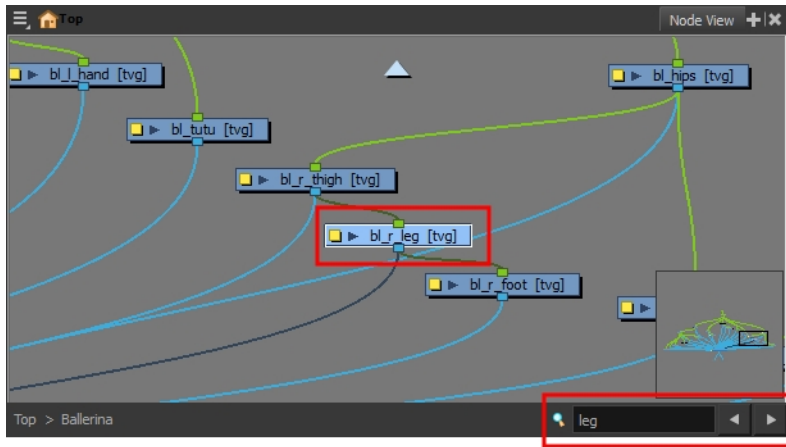 Top
Node View
bl_l_hand [tvg]
bl_hips [tvg]
bl_tutu [tvg]
bl_r_thigh [tvg]
bl_r_leg [tvg]
bl_r_foot [tvg]
Top > Ballerina
leg